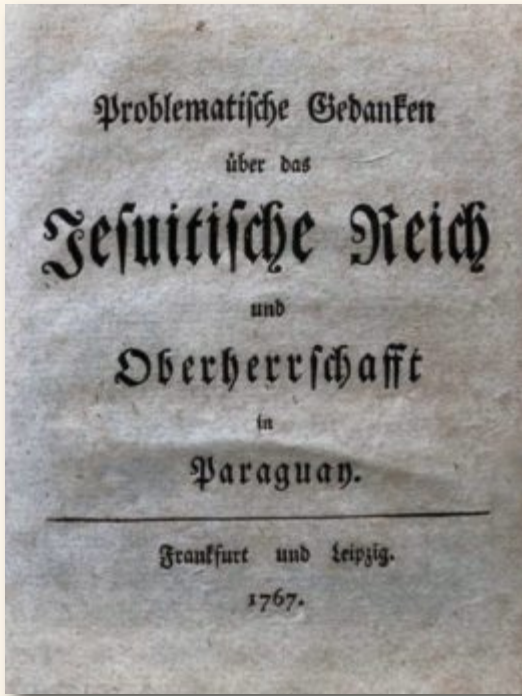 Problematische Gedanken
über das
Jesuitische Reich
und
Oberherrschafft
in
Paraguay.
Frankfurt und Leipzig.
1767.